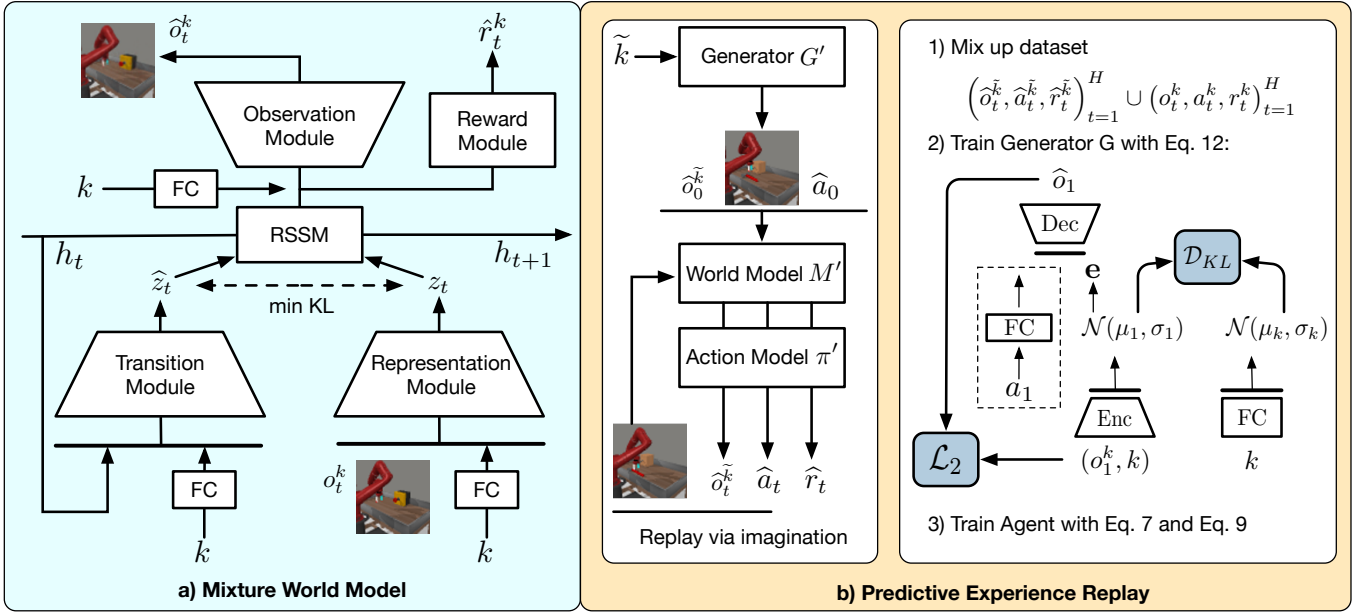 ô_t^k
r̂_t^k
Observation
Module
Reward
Module
k
FC
RSSM
h_t
h_{t+1}
ẑ_t
z_t
min KL
Transition
Module
Representation
Module
o_t^k
FC
FC
k
k
a) Mixture World Model
k̃
Generator G′
ô_0^k̃
â_0
World Model M′
Action Model π′
ô_t^k̃
â_t
r̂_t
Replay via imagination
1) Mix up dataset
(ô_t^k̃, â_t^k̃, r̂_t^k̃)_{t=1}^H ∪ (o_t^k, a_t^k, r_t^k)_{t=1}^H
2) Train Generator G with Eq. 12:
ô_1
Dec
e
D_{KL}
FC
N(μ_1, σ_1)
N(μ_k, σ_k)
a_1
Enc
FC
L_2
(o_1^k, k)
k
3) Train Agent with Eq. 7 and Eq. 9
b) Predictive Experience Replay